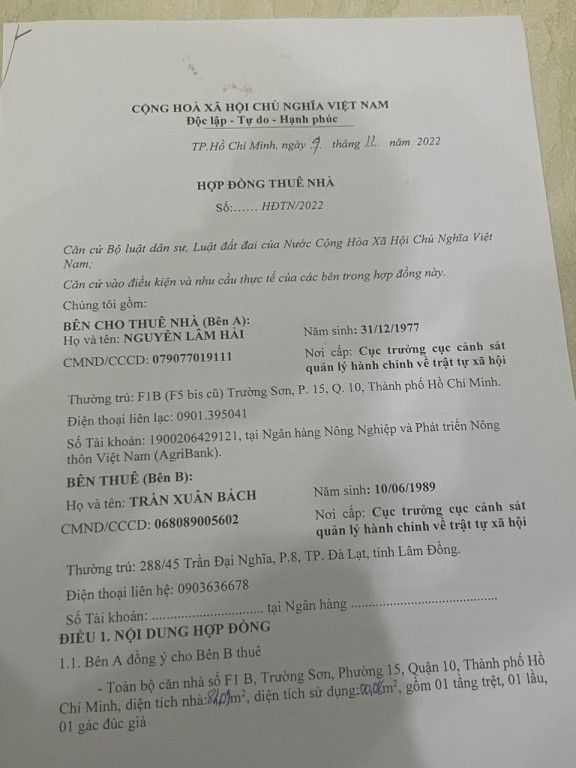 CỘNG HOÀ XÃ HỘI CHỦ NGHĨA VIỆT NAM
Độc lập - Tự do - Hạnh phúc
TP.Hồ Chí Minh, ngày 9 tháng 12 năm 2022
HỢP ĐỒNG THUÊ NHÀ
Số:...... HĐTN/2022
Căn cứ Bộ luật dân sự, Luật đất đai của Nước Cộng Hòa Xã Hội Chủ Nghĩa Việt
Nam;
Căn cứ vào điều kiện và nhu cầu thực tế của các bên trong hợp đồng này.
Chúng tôi gồm:
BÊN CHO THUÊ NHÀ (Bên A):
Họ và tên: NGUYỄN LÂM HẢI Năm sinh: 31/12/1977
CMND/CCCD: 079077019111 Nơi cấp: Cục trưởng cục cảnh sát
quản lý hành chính về trật tự xã hội
Thường trú: F1B (F5 bis cũ) Trường Sơn, P. 15, Q. 10, Thành phố Hồ Chí Minh.
Điện thoại liên lạc: 0901.395041
Số Tài khoản: 1900206429121, tại Ngân hàng Nông Nghiệp và Phát triển Nông
thôn Việt Nam (AgriBank).
BÊN THUÊ (Bên B):
Họ và tên: TRẦN XUÂN BÁCH Năm sinh: 10/06/1989
CMND/CCCD: 068089005602 Nơi cấp: Cục trưởng cục cảnh sát
quản lý hành chính về trật tự xã hội
Thường trú: 288/45 Trần Đại Nghĩa, P.8, TP. Đà Lạt, tỉnh Lâm Đồng.
Điện thoại liên hệ: 0903636678
Số Tài khoản: ............................ tại Ngân hàng .....................................
ĐIỀU 1. NỘI DUNG HỢP ĐỒNG
1.1. Bên A đồng ý cho Bên B thuê
- Toàn bộ căn nhà số F1 B, Trường Sơn, Phường 15, Quận 10, Thành phố Hồ
Chí Minh, diện tích nhà: m², diện tích sử dụng: m², gồm 01 tầng trệt, 01 lầu,
01 gác đúc giả